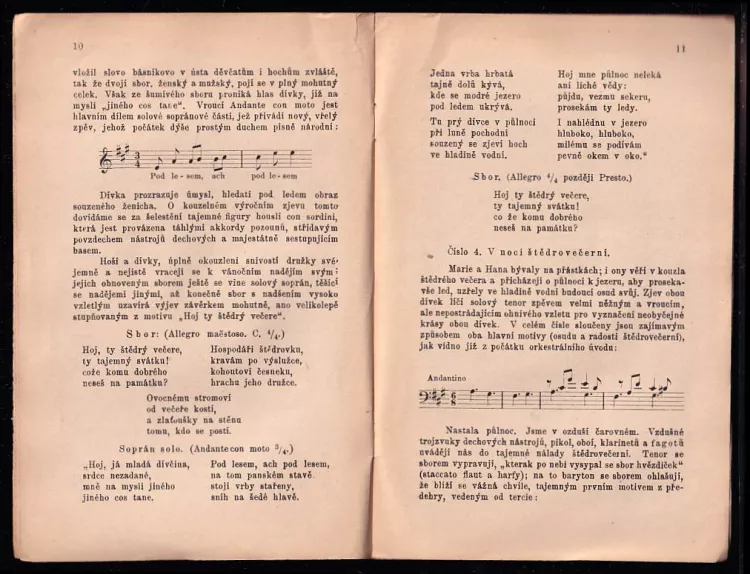 10
vložil slovo básníkovo v ústa děvčatům i hochům zvláště,
tak že dvojí sbor, ženský a mužský, pojí se v plný mohutný
celek. Však ze šumivého sboru proniká hlas dívky, jíž na
mysli „jiného cos tane“. Vroucí Andante con moto jest
hlavním dílem solové sopránové části, jež přivádí nový, vřelý
zpěv, jehož počátek dýše prostým duchem písně národní:
Pod le - sem, ach pod le - sem
Dívka prozrazuje úmysl, hledati pod ledem obraz
souzeného ženicha. O kouzelném výročním zjevu tomto
dovídáme se za šelestění tajemné figury houslí con sordini,
která jest provázena táhlými akkordy pozounů, střídavým
povzdechem nástrojů dechových a majestátně sestupujícím
basem.
Hoši a dívky, úplně okouzleni snivostí družky své,
jemně a nejistě vracejí se k vánočním nadějím svým;
jejich obnoveným sborem ještě se vine solový soprán, těšící
se nadějemi jinými, až konečně sbor s nadšením vysoko
vzletlým uzavírá výjev závěrkem mohutně, ano velikolepě
stupňovaným z motivu „Hoj ty štědrý večere“.
Sbor: (Allegro maëstoso. C. 4/4.)
Hoj, ty štědrý večere,
ty tajemný svátku!
cože komu dobrého
neseš na památku?
Hospodáři štědrovku,
kravám po výslužce,
kohoutovi česneku,
hrachu jeho družce.
Ovocnému stromoví
od večeře kosti,
a zlaťoušky na stěnu
tomu, kdo se postí.
Soprán solo. (Andante con moto 3/4.)
„Hoj, já mladá dívčina,
srdce nezadané,
mně na mysli jiného
jiného cos tane.
Pod lesem, ach pod lesem,
na tom panském stavě
stojí vrby stařeny,
sníh na šedé hlavě.
11
Jedna vrba hrbatá
tajně dolů kývá,
kde se modré jezero
pod ledem ukrývá.
Tu prý dívce v půlnoci
při luně pochodni
souzený se zjeví hoch
ve hladině vodní.
Hoj mne půlnoc neleká
ani liché vědy:
půjdu, vezmu sekeru,
prosekám ty ledy.
I nahlédnu v jezero
hluboko, hluboko,
milému se podívám
pevně okem v oko.“
Sbor. (Allegro 4/4 později Presto.)
Hoj ty štědrý večere,
ty tajemný svátku!
co že komu dobrého
neseš na památku?
Číslo 4. V noci štědrovečerní.
Marie a Hana bývaly na přástkách; i ony věří v kouzla
štědrého večera a přicházejí o půlnoci k jezeru, aby proseka-
vše led, uzřely ve hladině vodní budoucí osud svůj. Zjev obou
dívek líčí solový tenor zpěvem velmi něžným a vroucím,
ale nepostrádajícím ohnivého vzletu pro vyznačení neobyčejné
krásy obou dívek. V celém čísle sloučeny jsou zajímavým
způsobem oba hlavní motivy (osudu a radosti štědrovečerní),
jak vidno již z počátku orkestrálního úvodu:
Andantino
Nastala půlnoc. Jsme v ozduší čarovném. Vzdušné
trojzvuky dechových nástrojů, pikol, oboí, klarinetů a fagotů
uvádějí nás do tajemné nálady štědrovečerní. Tenor se
sborem vypravují, „kterak po nebi vysypal se sbor hvězdiček“
(staccato flaut a harfy); na to baryton se sborem ohlašují,
že blíží se vážná chvíle, tajemným prvním motivem z pře-
dehry, vedeným od tercie: